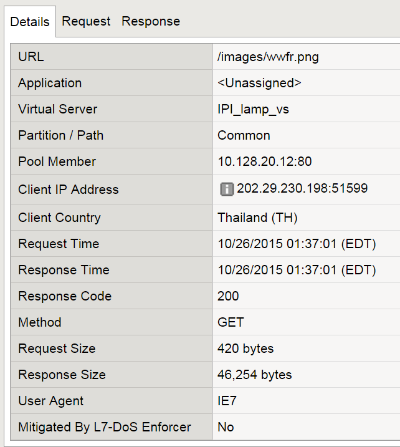 Details Request Response
URL /images/wwfr.png
Application <Unassigned>
Virtual Server IPI_lamp_vs
Partition / Path Common
Pool Member 10.128.20.12:80
Client IP Address 202.29.230.198:51599
Client Country Thailand (TH)
Request Time 10/26/2015 01:37:01 (EDT)
Response Time 10/26/2015 01:37:01 (EDT)
Response Code 200
Method GET
Request Size 420 bytes
Response Size 46,254 bytes
User Agent IE7
Mitigated By L7-DoS Enforcer No